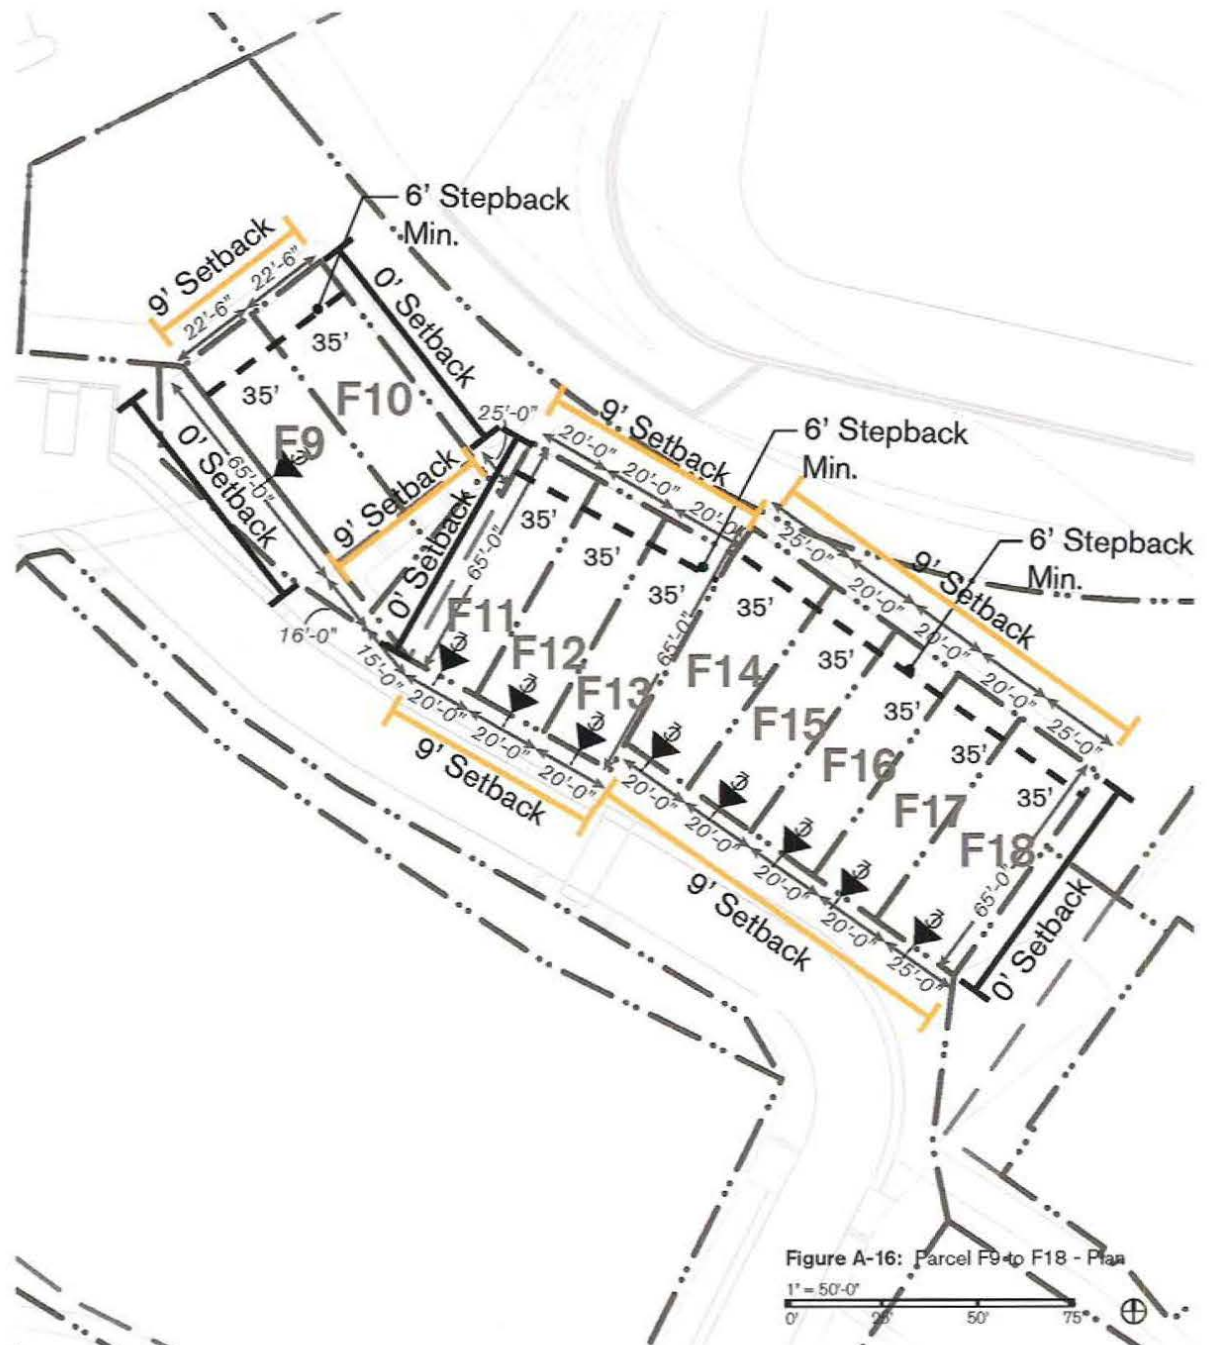 6' Stepback
Min.
9' Setback
22'-6"
22'-6"
0' Setback
35'
35'
F10
F9
65'-0"
0' Setback
9' Setback
25'-0"
16'-0"
15'-0"
9' Setback
6' Stepback
Min.
20'-0"
20'-0"
20'-0"
0' Setback
65'-0"
35'
35'
35'
F11
F12
F13
65'-0"
20'-0"
20'-0"
20'-0"
9' Setback
6' Stepback
Min.
9' Setback
25'-0"
20'-0"
20'-0"
20'-0"
25'-0"
35'
35'
35'
35'
35'
F14
F15
F16
F17
F18
65'-0"
0' Setback
20'-0"
20'-0"
20'-0"
20'-0"
25'-0"
9' Setback
Figure A-16: Parcel F9 to F18 - Plan
1" = 50'-0"
0' 25' 50' 75'